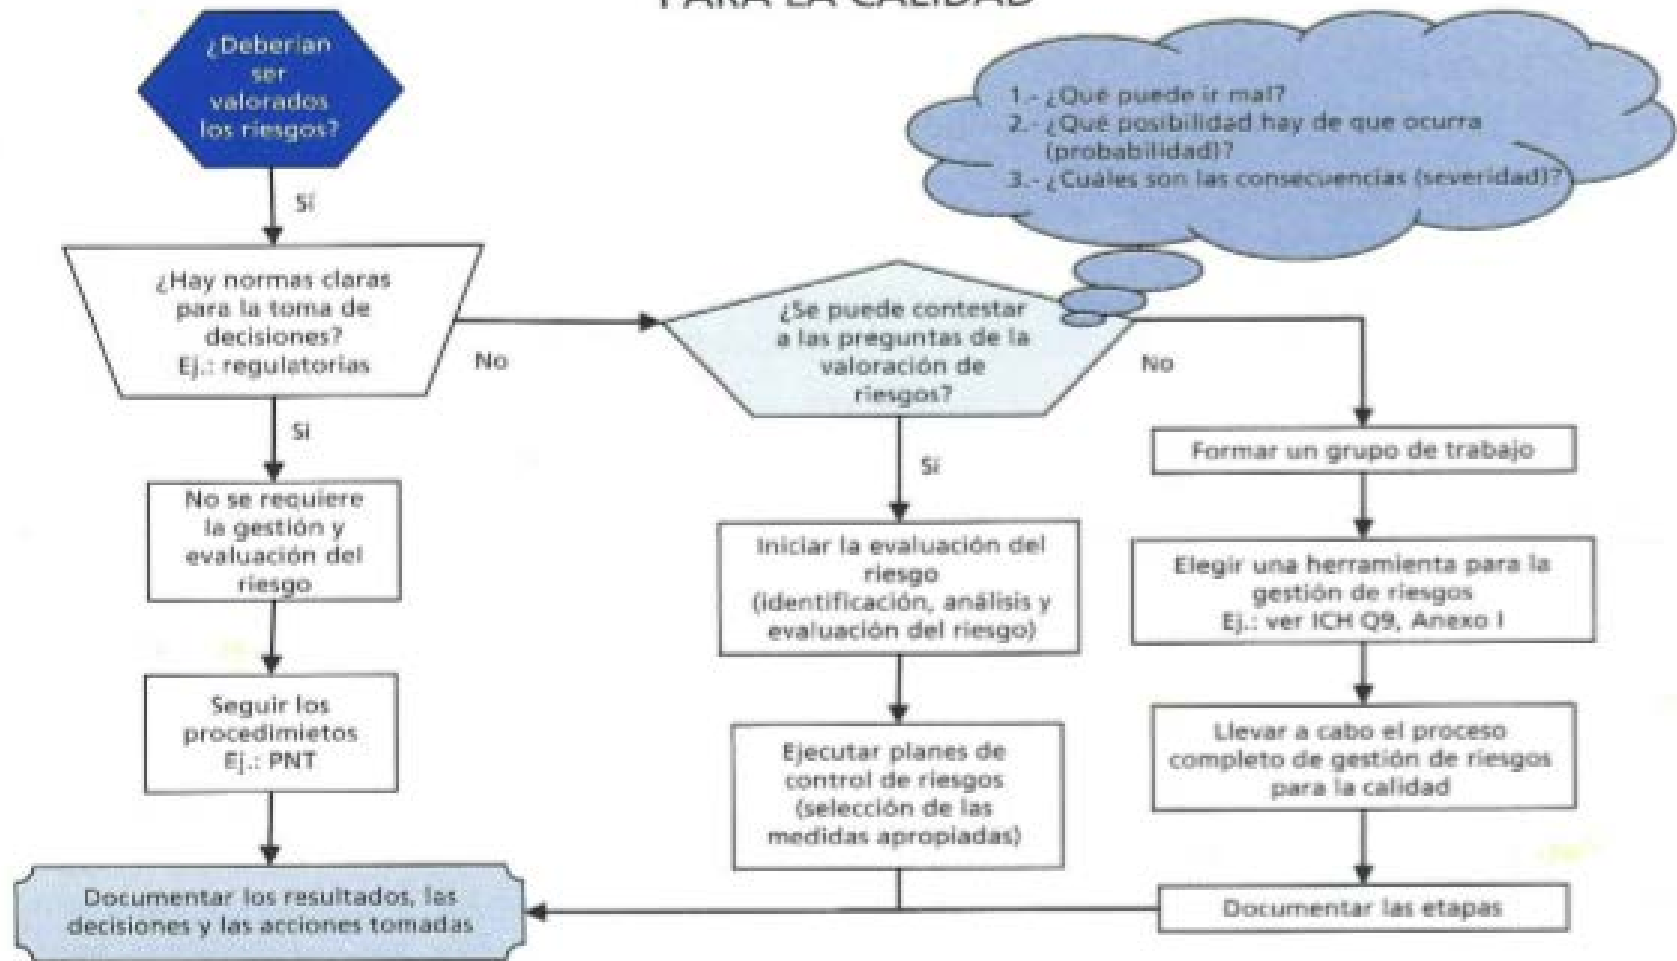 PARA LA CALIDAD
¿Deberían
ser
valorados
los riesgos?
Sí
1.- ¿Qué puede ir mal?
2.- ¿Qué posibilidad hay de que ocurra
(probabilidad)?
3.- ¿Cuáles son las consecuencias (severidad)?
¿Hay normas claras
para la toma de
decisiones?
Ej.: regulatorias
No
¿Se puede contestar
a las preguntas de la
valoración de
riesgos?
No
Sí
No se requiere
la gestión y
evaluación del
riesgo
Seguir los
procedimietos
Ej.: PNT
Sí
Iniciar la evaluación del
riesgo
(identificación, análisis y
evaluación del riesgo)
Ejecutar planes de
control de riesgos
(selección de las
medidas apropiadas)
Formar un grupo de trabajo
Elegir una herramienta para la
gestión de riesgos
Ej.: ver ICH Q9, Anexo I
Llevar a cabo el proceso
completo de gestión de riesgos
para la calidad
Documentar las etapas
Documentar los resultados, las
decisiones y las acciones tomadas